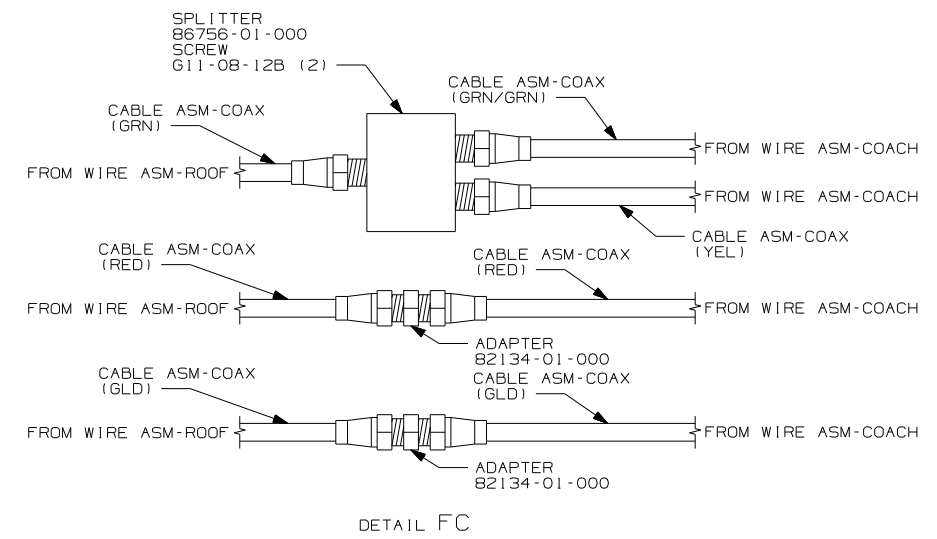 SPLITTER
86756-01-000
SCREW
G11-08-12B (2)
CABLE ASM-COAX
(GRN/GRN)
CABLE ASM-COAX
(GRN)
FROM WIRE ASM-ROOF
FROM WIRE ASM-COACH
FROM WIRE ASM-COACH
CABLE ASM-COAX
(YEL)
CABLE ASM-COAX
(RED)
CABLE ASM-COAX
(RED)
FROM WIRE ASM-ROOF
FROM WIRE ASM-COACH
ADAPTER
82134-01-000
CABLE ASM-COAX
(GLD)
CABLE ASM-COAX
(GLD)
FROM WIRE ASM-ROOF
FROM WIRE ASM-COACH
ADAPTER
82134-01-000
DETAIL FC